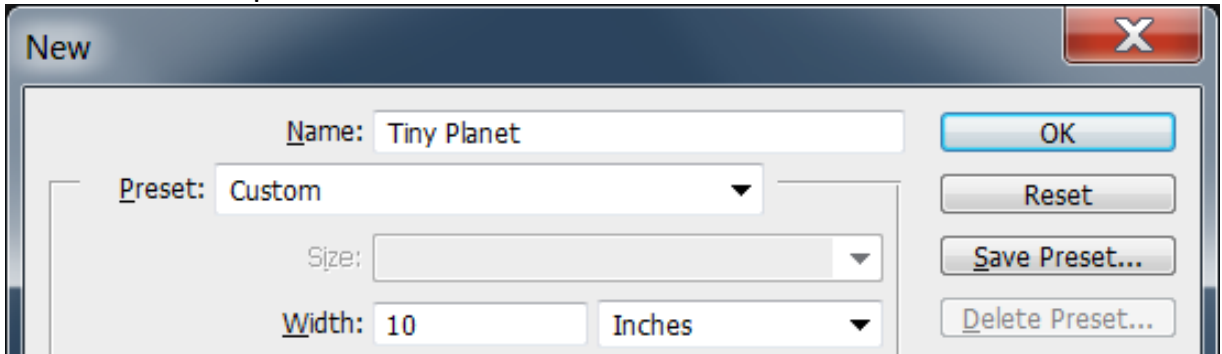 New
Name: Tiny Planet
OK
Preset: Custom
Reset
Size:
Save Preset...
Width: 10 Inches
Delete Preset...